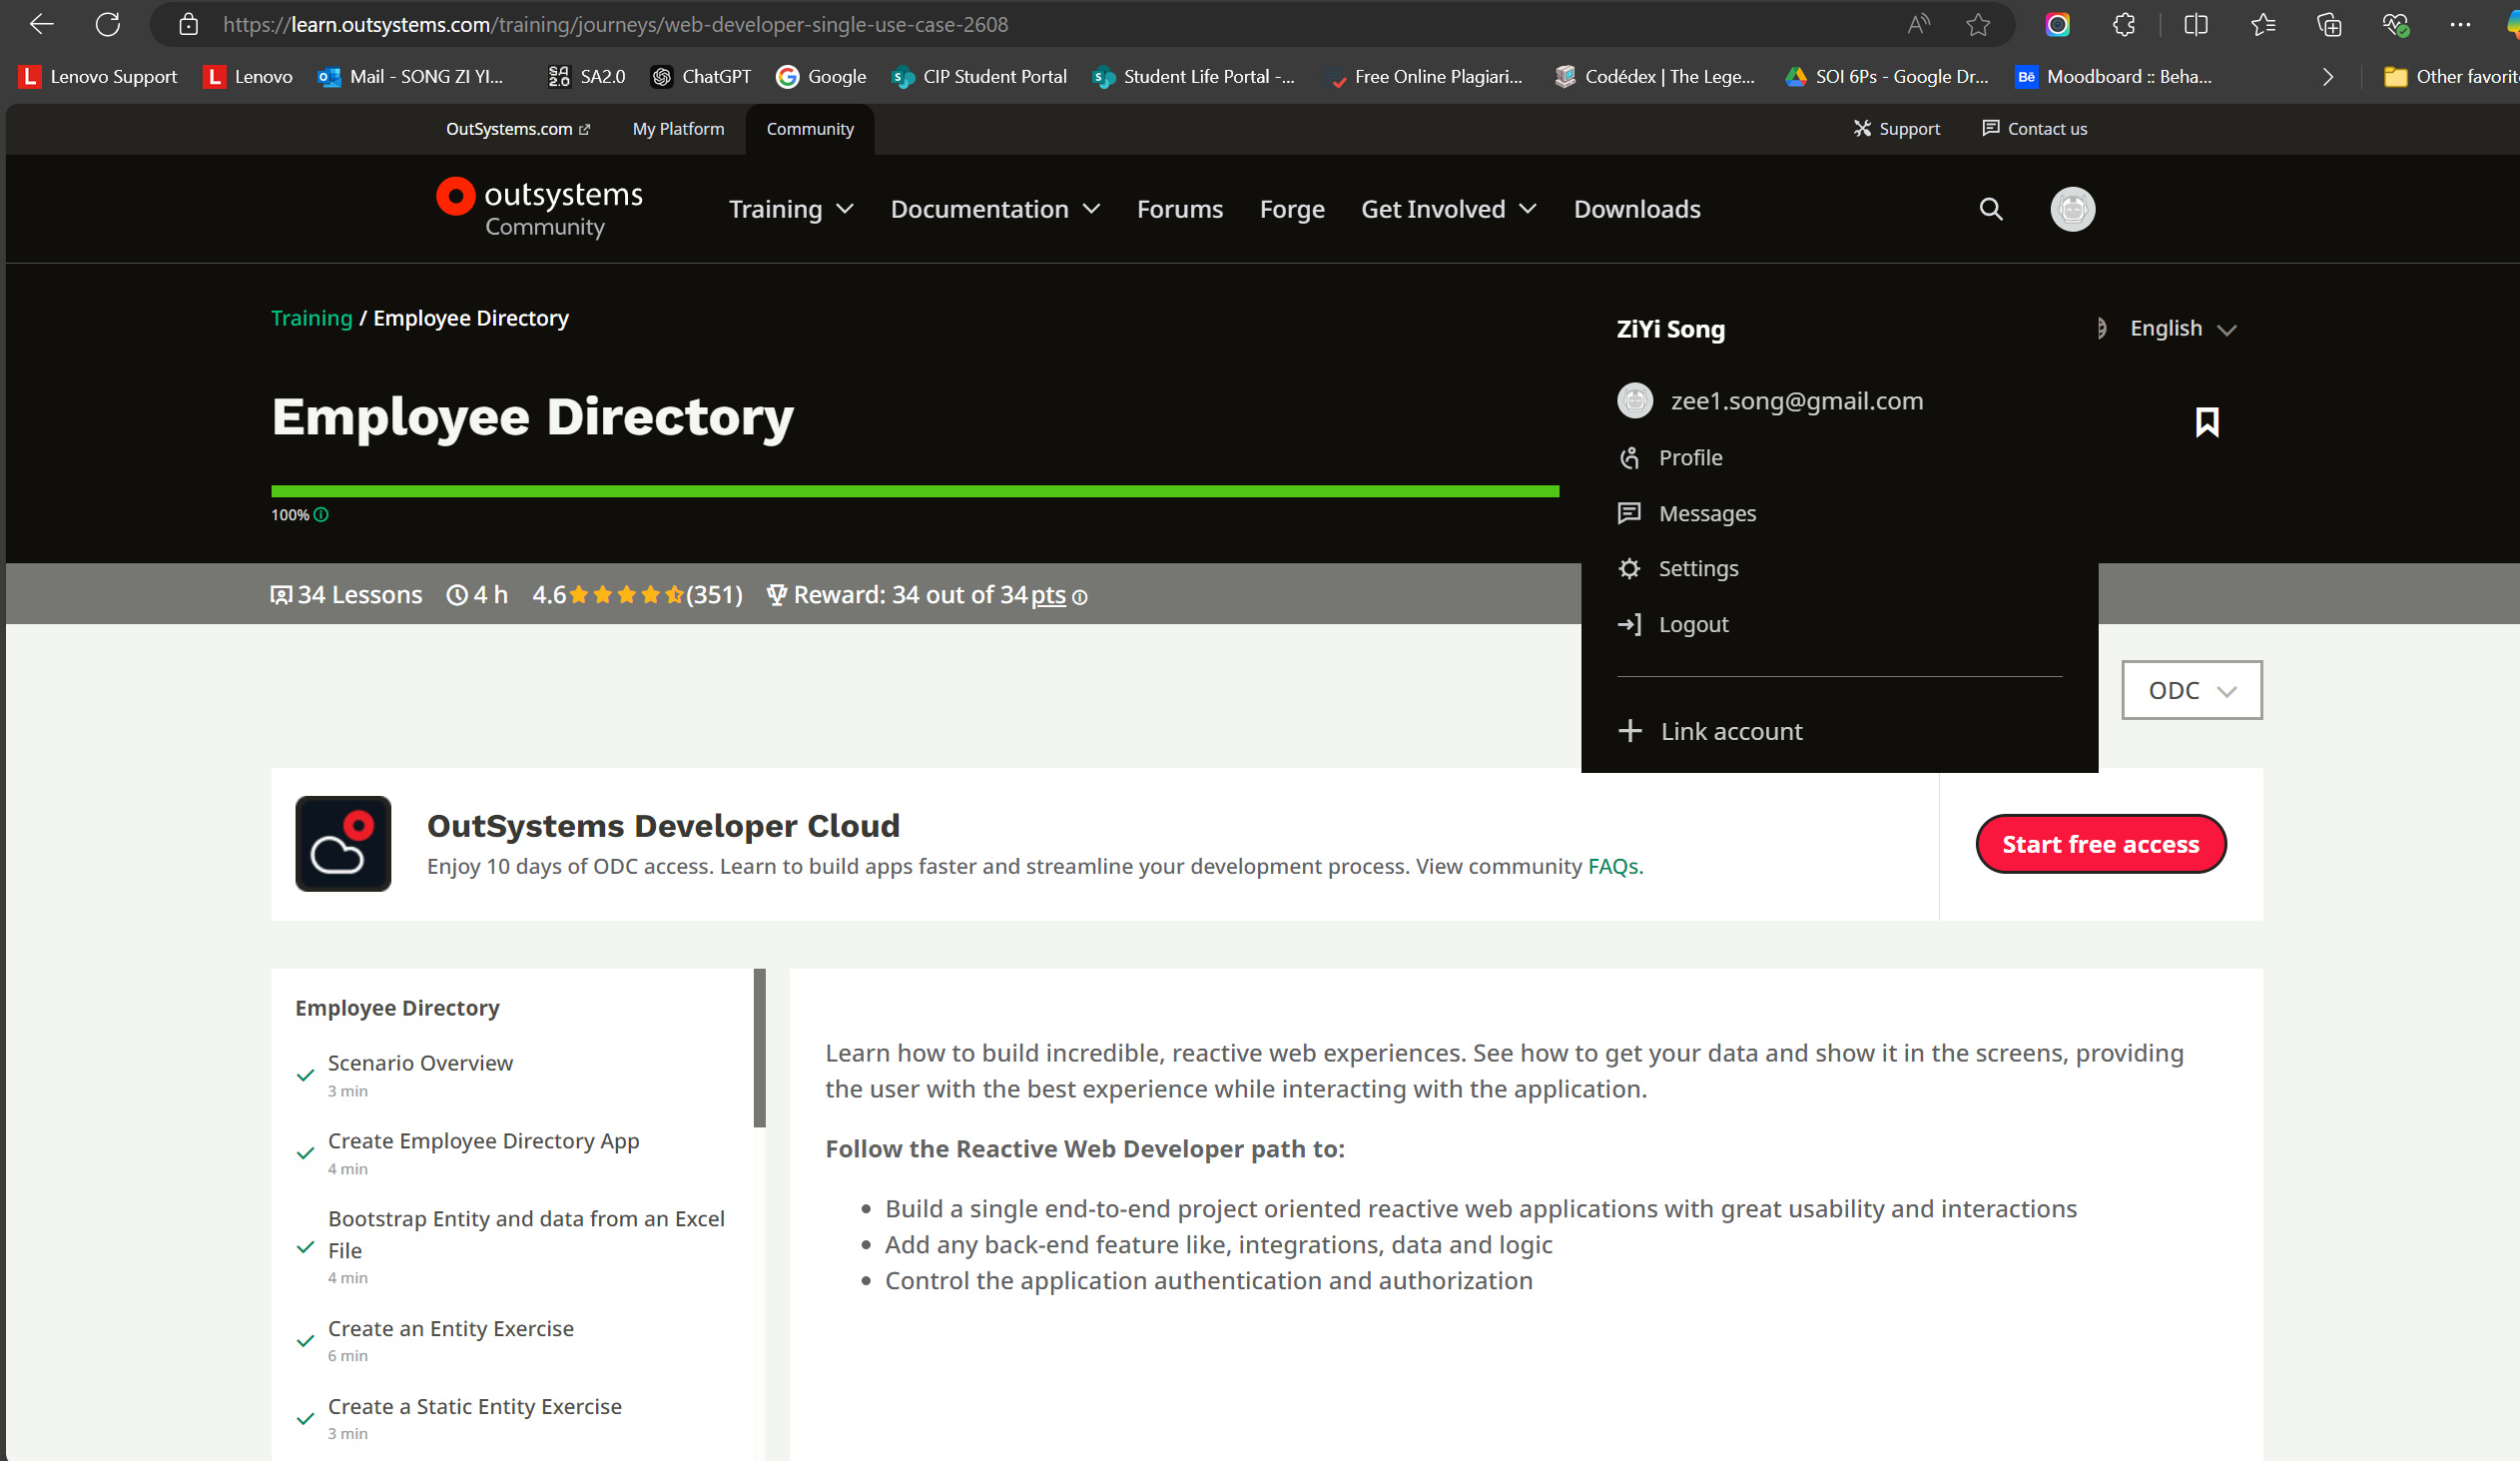 https://learn.outsystems.com/training/journeys/web-developer-single-use-case-2608
Lenovo Support
Lenovo
Mail - SONG ZI YI...
SA2.0
ChatGPT
Google
CIP Student Portal
Student Life Portal -...
Free Online Plagiari...
Codédex | The Lege...
SOI 6Ps - Google Dr...
Bē Moodboard :: Beha...
Other favorit
OutSystems.com
My Platform
Community
Support
Contact us
outsystems
Community
Training
Documentation
Forums
Forge
Get Involved
Downloads
Training / Employee Directory
ZiYi Song
English
Employee Directory
zee1.song@gmail.com
Profile
100%
Messages
Settings
34 Lessons 4 h 4.6 (351) Reward: 34 out of 34 pts
Logout
ODC
Link account
OutSystems Developer Cloud
Enjoy 10 days of ODC access. Learn to build apps faster and streamline your development process. View community FAQs.
Start free access
Employee Directory
Scenario Overview
3 min
Create Employee Directory App
4 min
Bootstrap Entity and data from an Excel
File
4 min
Create an Entity Exercise
6 min
Create a Static Entity Exercise
3 min
Learn how to build incredible, reactive web experiences. See how to get your data and show it in the screens, providing
the user with the best experience while interacting with the application.
Follow the Reactive Web Developer path to:
• Build a single end-to-end project oriented reactive web applications with great usability and interactions
• Add any back-end feature like, integrations, data and logic
• Control the application authentication and authorization